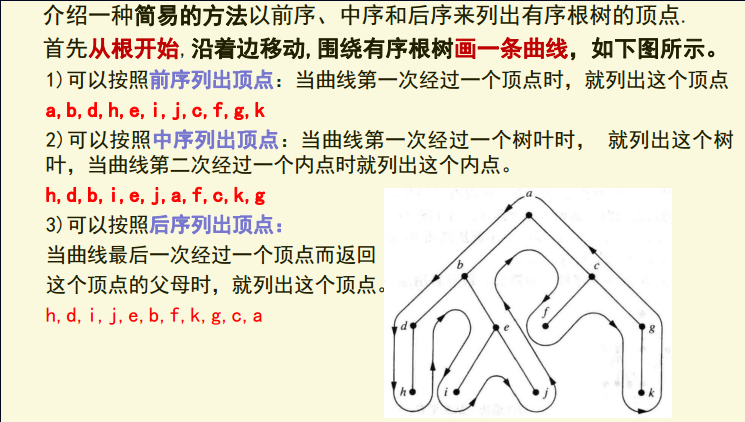 介绍一种简易的方法以前序、中序和后序来列出有序根树的顶点.
首先从根开始,沿着边移动,围绕有序根树画一条曲线，如下图所示。
1)可以按照前序列出顶点：当曲线第一次经过一个顶点时，就列出这个顶点
a,b,d,h,e,i,j,c,f,g,k
2)可以按照中序列出顶点：当曲线第一次经过一个树叶时， 就列出这个树
叶，当曲线第二次经过一个内点时就列出这个内点。
h,d,b,i,e,j,a,f,c,k,g
3)可以按照后序列出顶点：
当曲线最后一次经过一个顶点而返回
这个顶点的父母时，就列出这个顶点。
h,d,i,j,e,b,f,k,g,c,a
a
b
c
f
d
e
g
h
i
j
k